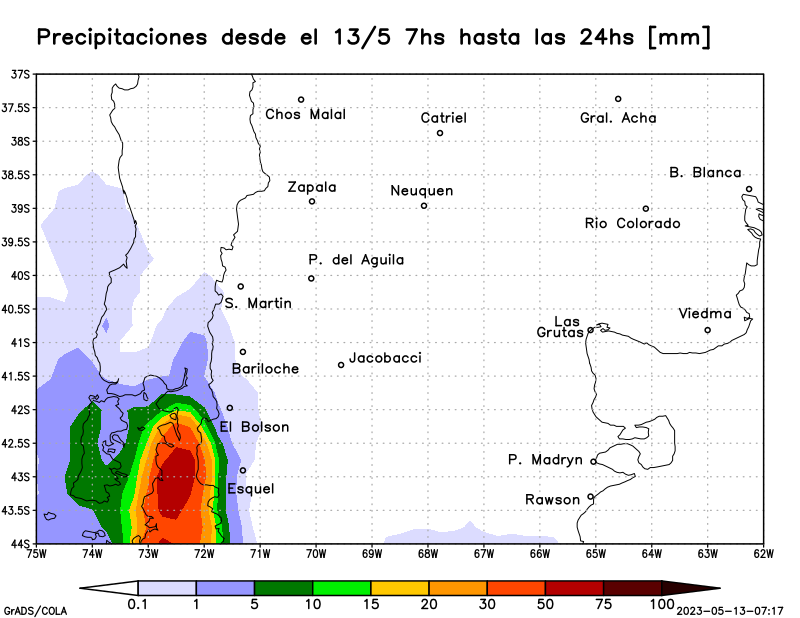 Precipitaciones desde el 13/5 7hs hasta las 24hs [mm]
37S
37.5S
38S
38.5S
39S
39.5S
40S
40.5S
41S
41.5S
42S
42.5S
43S
43.5S
44S
Chos Malal
Catriel
Gral. Acha
B. Blanca
Zapala
Neuquen
Rio Colorado
P. del Aguila
S. Martin
Viedma
Las
Grutas
Jacobacci
Bariloche
El Bolson
P. Madryn
Esquel
Rawson
75W 74W 73W 72W 71W 70W 69W 68W 67W 66W 65W 64W 63W 62W
0.1 1 5 10 15 20 30 50 75 100
GrADS/COLA 2023-05-13-07:17